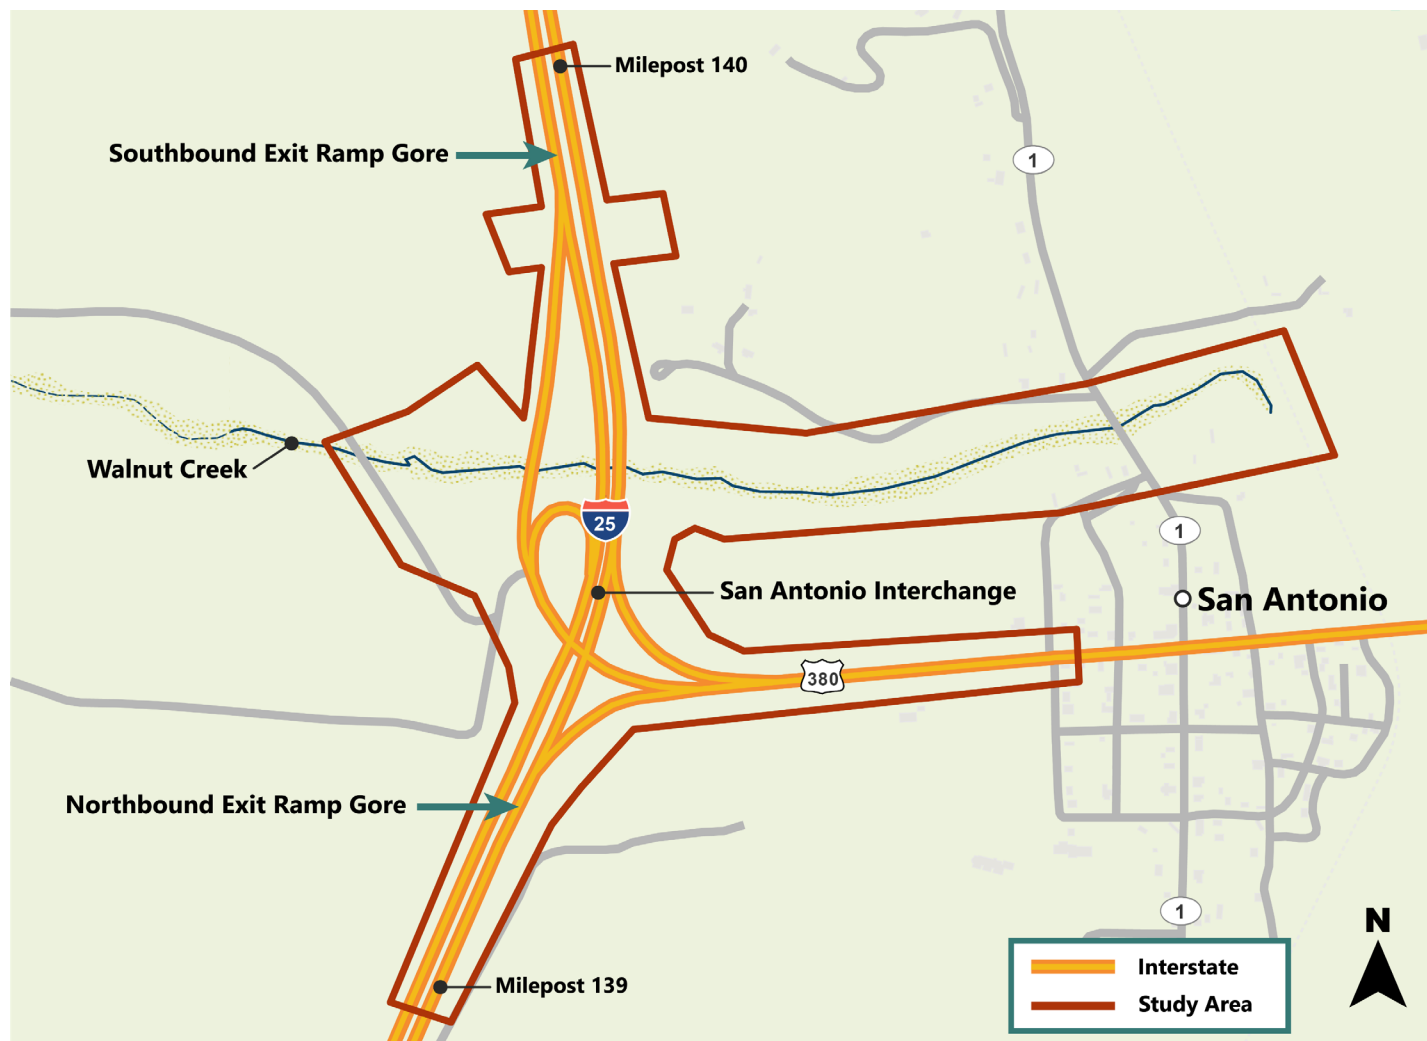 Milepost 140
Southbound Exit Ramp Gore
1
Walnut Creek
25
1
San Antonio Interchange
San Antonio
380
Northbound Exit Ramp Gore
1
N
Interstate
Milepost 139
Study Area